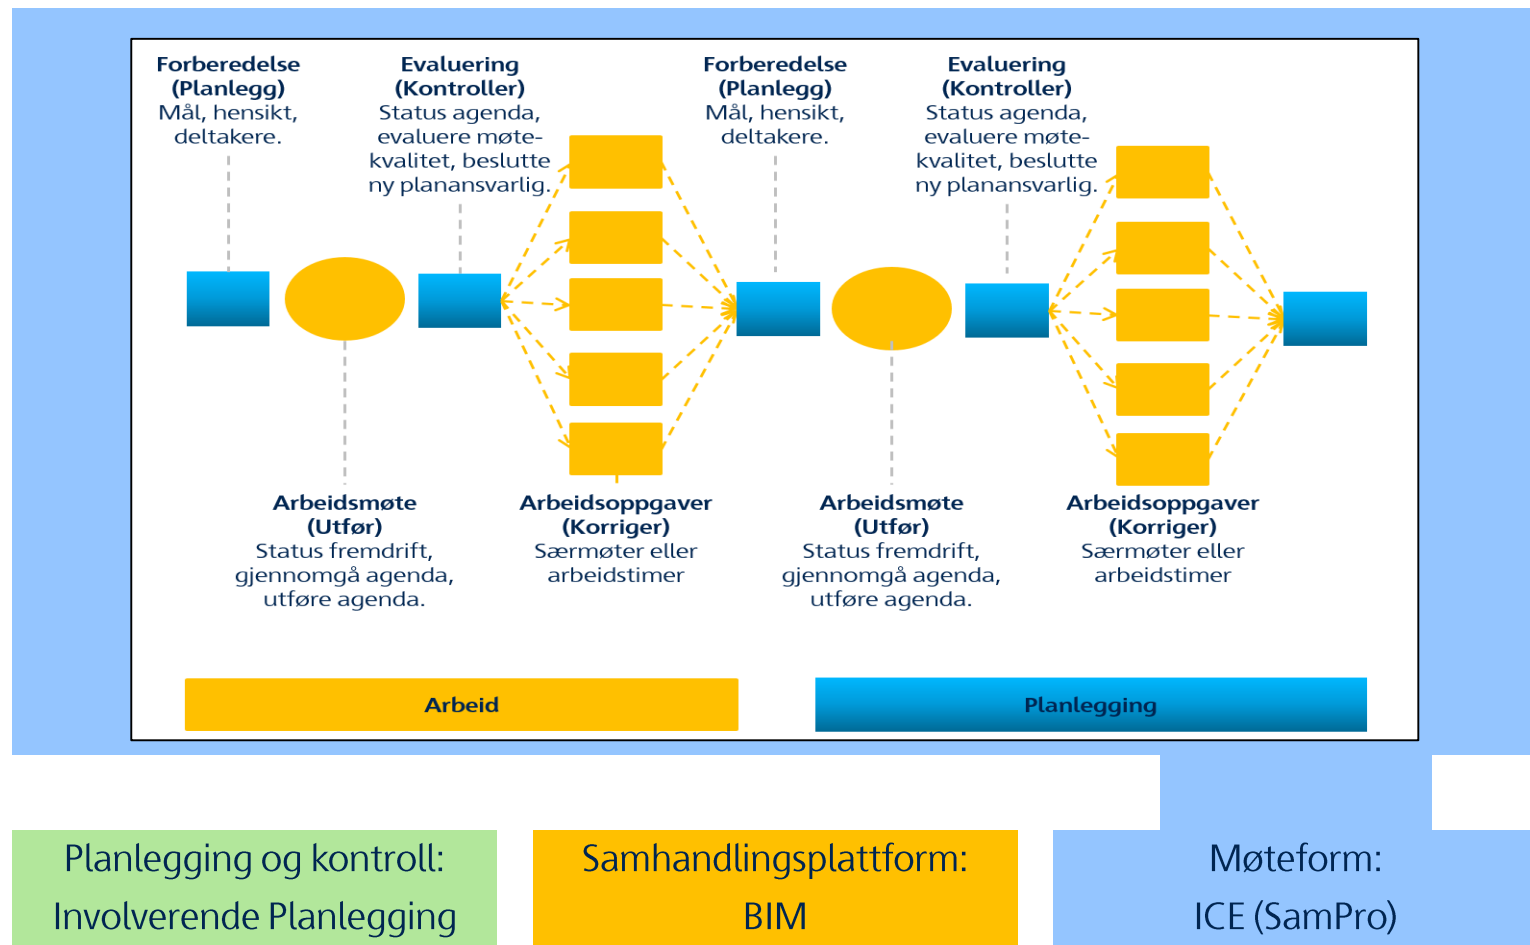 Forberedelse
(Planlegg)
Mål, hensikt,
deltakere.
Evaluering
(Kontroller)
Status agenda,
evaluere møte-
kvalitet, beslutte
ny planansvarlig.
Forberedelse
(Planlegg)
Mål, hensikt,
deltakere.
Evaluering
(Kontroller)
Status agenda,
evaluere møte-
kvalitet, beslutte
ny planansvarlig.
Arbeidsmøte
(Utfør)
Status fremdrift,
gjennomgå agenda,
utføre agenda.
Arbeidsoppgaver
(Korriger)
Særmøter eller
arbeidstimer
Arbeidsmøte
(Utfør)
Status fremdrift,
gjennomgå agenda,
utføre agenda.
Arbeidsoppgaver
(Korriger)
Særmøter eller
arbeidstimer
Arbeid
Planlegging
Planlegging og kontroll:
Involverende Planlegging
Samhandlingsplattform:
BIM
Møteform:
ICE (SamPro)